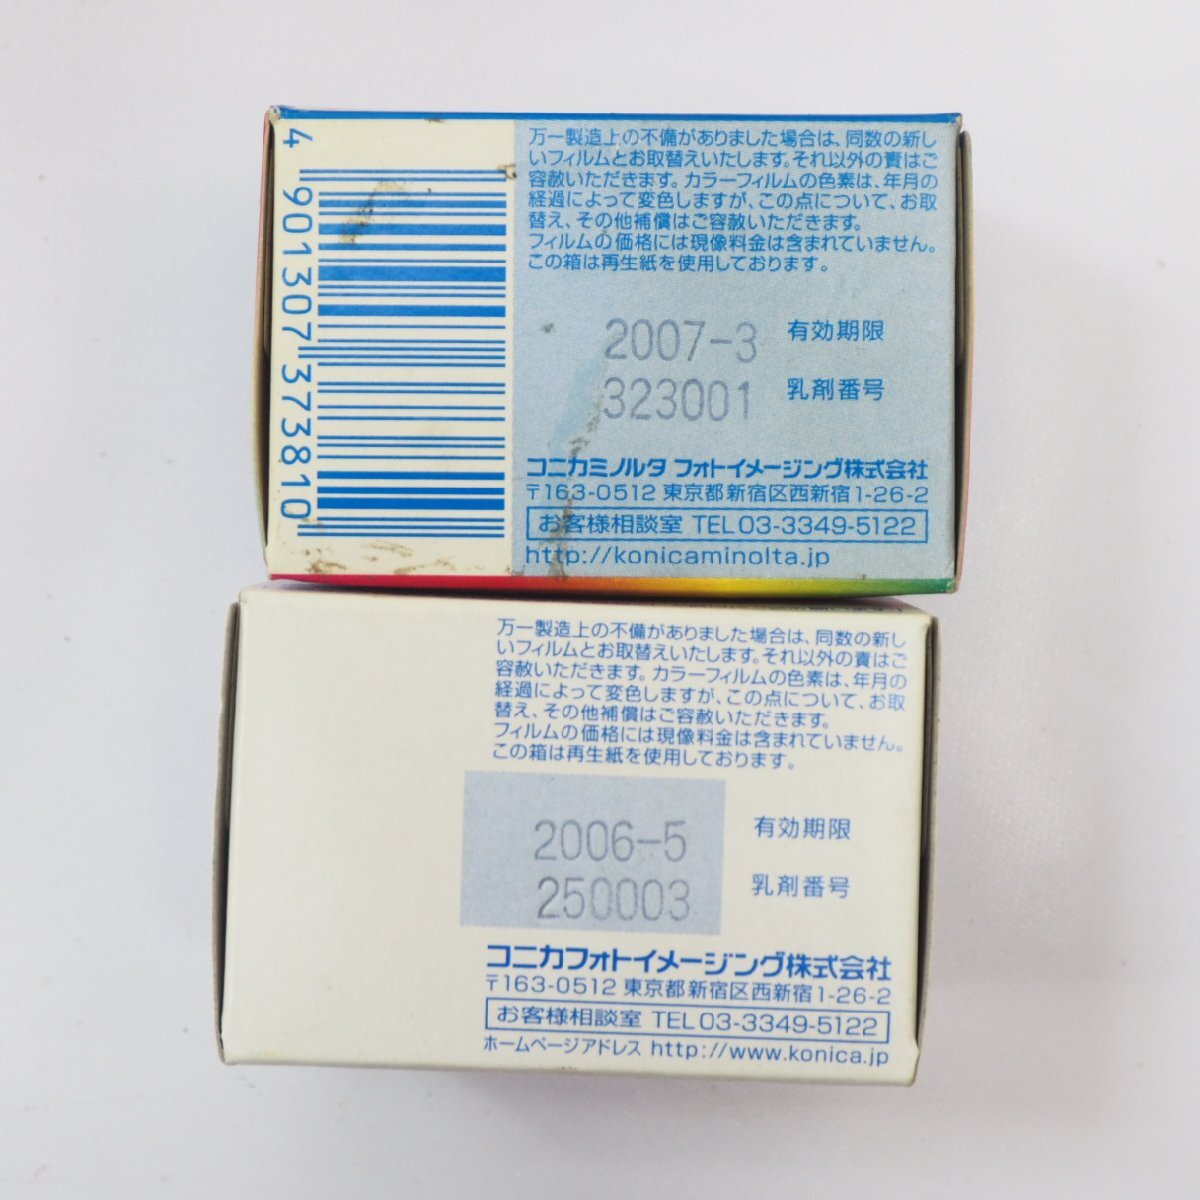 4 901307 373810
万一製造上の不備がありました場合は、同数の新し
いフィルムとお取替えいたします。それ以外の責はご
容赦いただきます。カラーフィルムの色素は、年月の
経過によって変色しますが、この点について、お取
替え、その他補償はご容赦いただきます。
フィルムの価格には現像料金は含まれていません。
この箱は再生紙を使用しております。
2007-3 有効期限
323001 乳剤番号
コニカミノルタ フォトイメージング株式会社
〒163-0512 東京都新宿区西新宿1-26-2
お客様相談室 TEL 03-3349-5122
http://konicaminolta.jp
万一製造上の不備がありました場合は、同数の新し
いフィルムとお取替えいたします。それ以外の責はご
容赦いただきます。カラーフィルムの色素は、年月の
経過によって変色しますが、この点について、お取
替え、その他補償はご容赦いただきます。
フィルムの価格には現像料金は含まれていません。
この箱は再生紙を使用しております。
2006-5 有効期限
250003 乳剤番号
コニカフォトイメージング株式会社
〒163-0512 東京都新宿区西新宿1-26-2
お客様相談室 TEL 03-3349-5122
ホームページアドレス http://www.konica.jp